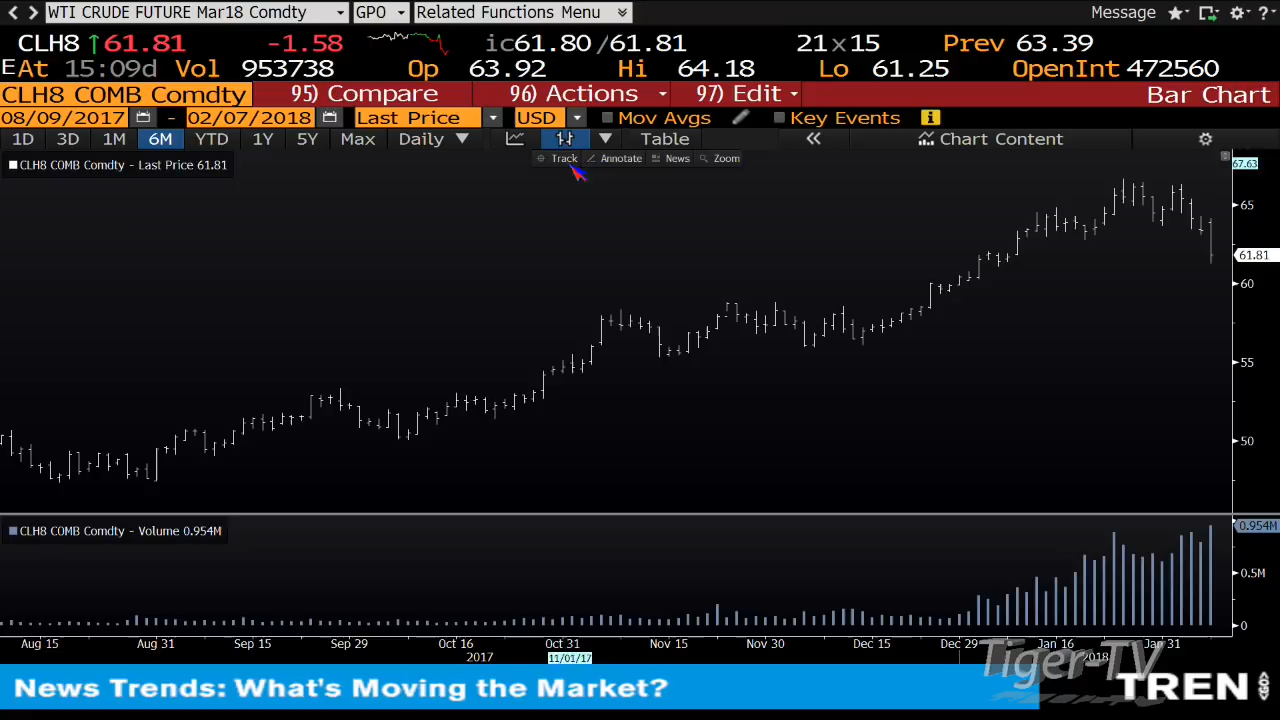 WTI CRUDE FUTURE Mar18 Comdty GPO Related Functions Menu Message ?
CLH8 ↑61.81 -1.58 ic61.80/61.81 21x15 Prev 63.39
EAt 15:09d Vol 953738 Op 63.92 Hi 64.18 Lo 61.25 OpenInt 472560
CLH8 COMB Comdty 95) Compare 96) Actions 97) Edit Bar Chart
08/09/2017 - 02/07/2018 Last Price USD Mov Avgs Key Events i
1D 3D 1M 6M YTD 1Y 5Y Max Daily Table Chart Content
Track Annotate News Zoom
CLH8 COMB Comdty - Last Price 61.81
67.63
65
61.81
60
55
50
CLH8 COMB Comdty - Volume 0.954M
0.954M
0.5M
0
Aug 15 Aug 31 Sep 15 Sep 29 Oct 16 Oct 31 Nov 15 Nov 30 Dec 15 Dec 29 Jan 16 Jan 31
2017 11/01/17 2018
Tiger-TV
News Trends: What's Moving the Market?
TREN